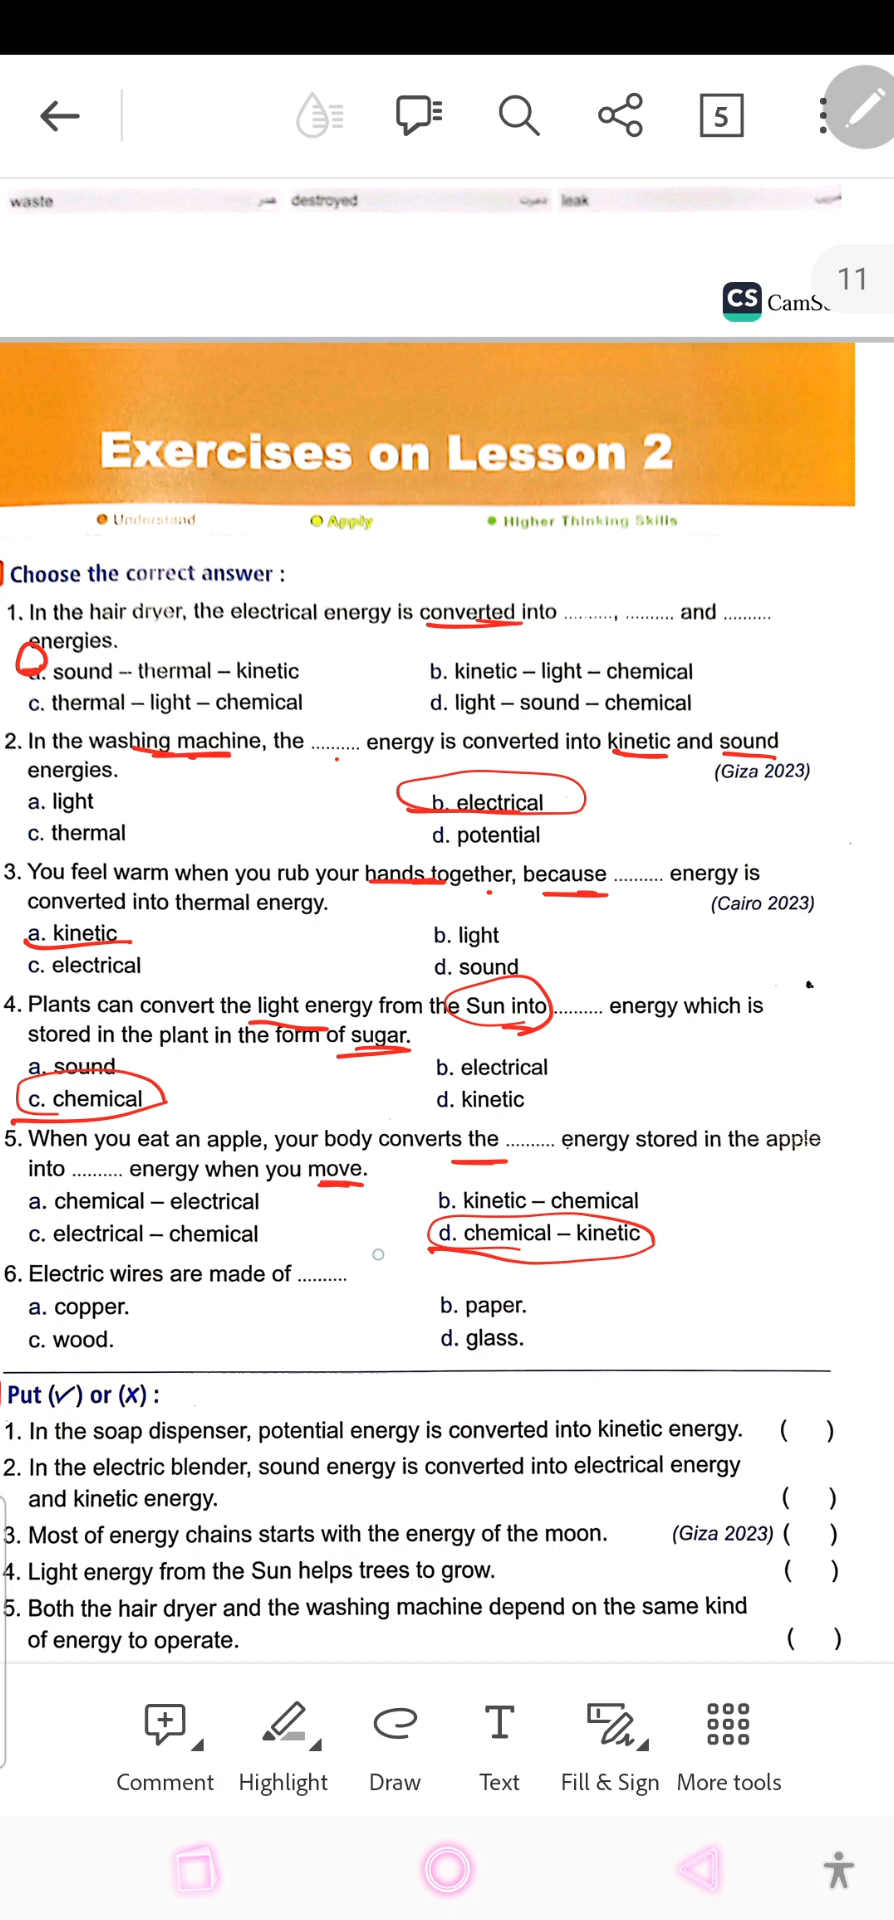 5
waste destroyed leak
11
CS CamS
Exercises on Lesson 2
Understand Apply Higher Thinking Skills
Choose the correct answer :
1. In the hair dryer, the electrical energy is converted into .........., .......... and ..........
energies.
a. sound – thermal – kinetic b. kinetic – light – chemical
c. thermal – light – chemical d. light – sound – chemical
2. In the washing machine, the .......... energy is converted into kinetic and sound
energies. (Giza 2023)
a. light b. electrical
c. thermal d. potential
3. You feel warm when you rub your hands together, because .......... energy is
converted into thermal energy. (Cairo 2023)
a. kinetic b. light
c. electrical d. sound
4. Plants can convert the light energy from the Sun into .......... energy which is
stored in the plant in the form of sugar.
a. sound b. electrical
c. chemical d. kinetic
5. When you eat an apple, your body converts the .......... energy stored in the apple
into .......... energy when you move.
a. chemical – electrical b. kinetic – chemical
c. electrical – chemical d. chemical – kinetic
6. Electric wires are made of ..........
a. copper. b. paper.
c. wood. d. glass.
Put (✓) or (X) :
1. In the soap dispenser, potential energy is converted into kinetic energy. ( )
2. In the electric blender, sound energy is converted into electrical energy
and kinetic energy. ( )
3. Most of energy chains starts with the energy of the moon. (Giza 2023) ( )
4. Light energy from the Sun helps trees to grow. ( )
5. Both the hair dryer and the washing machine depend on the same kind
of energy to operate. ( )
Comment Highlight Draw Text Fill & Sign More tools